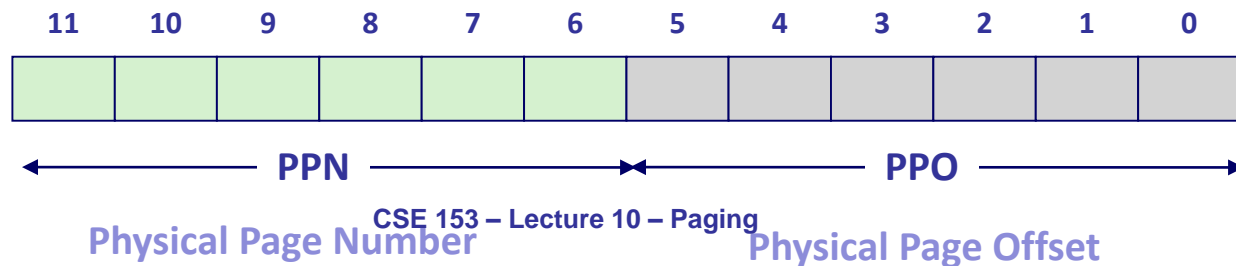 11 10 9 8 7 6 5 4 3 2 1 0
PPN PPO
CSE 153 – Lecture 10 – Paging
Physical Page Number Physical Page Offset